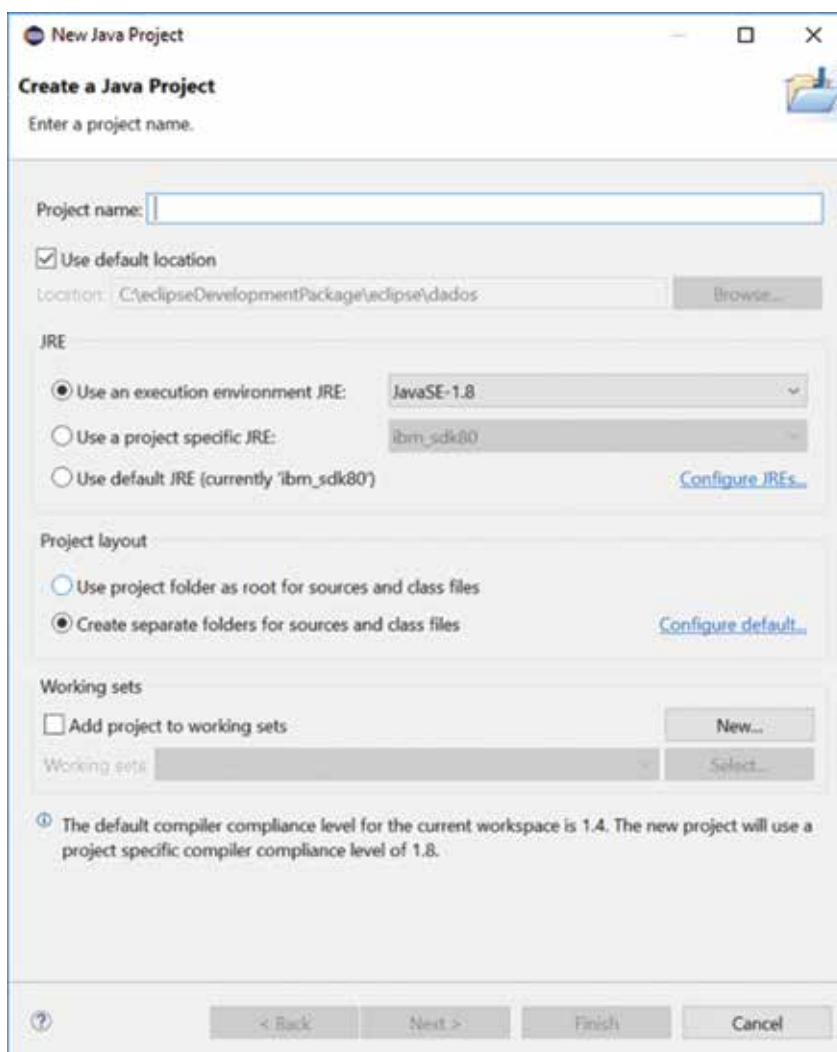 New Java Project
Create a Java Project
Enter a project name.
Project name:
Use default location
Location: C:\eclipseDevelopmentPackage\eclipse\dados Browse...
JRE
Use an execution environment JRE: JavaSE-1.8
Use a project specific JRE: ibm_sdk80
Use default JRE (currently 'ibm_sdk80') Configure JREs...
Project layout
Use project folder as root for sources and class files
Create separate folders for sources and class files Configure default...
Working sets
Add project to working sets New...
Working sets: Select...
The default compiler compliance level for the current workspace is 1.4. The new project will use a
project specific compiler compliance level of 1.8.
? < Back Next > Finish Cancel